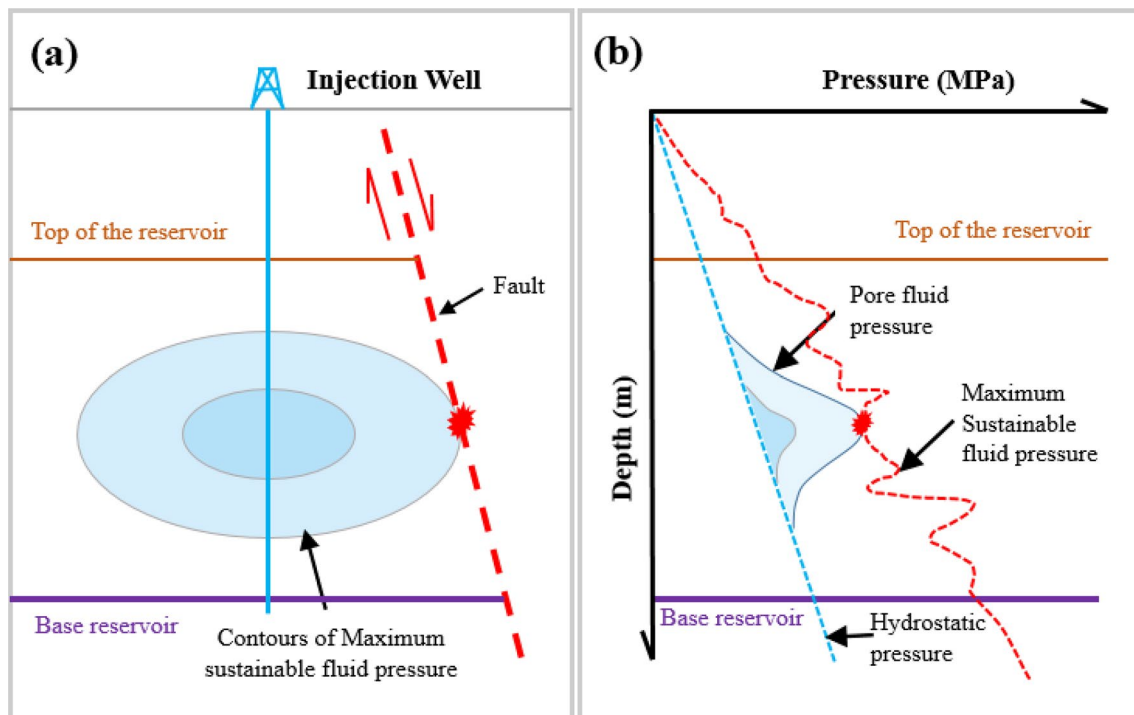 (a)
Injection Well
Top of the reservoir
Fault
Base reservoir
Contours of Maximum
sustainable fluid pressure
(b)
Pressure (MPa)
Top of the reservoir
Pore fluid
pressure
Depth (m)
Maximum
Sustainable
fluid pressure
Base reservoir
Hydrostatic
pressure